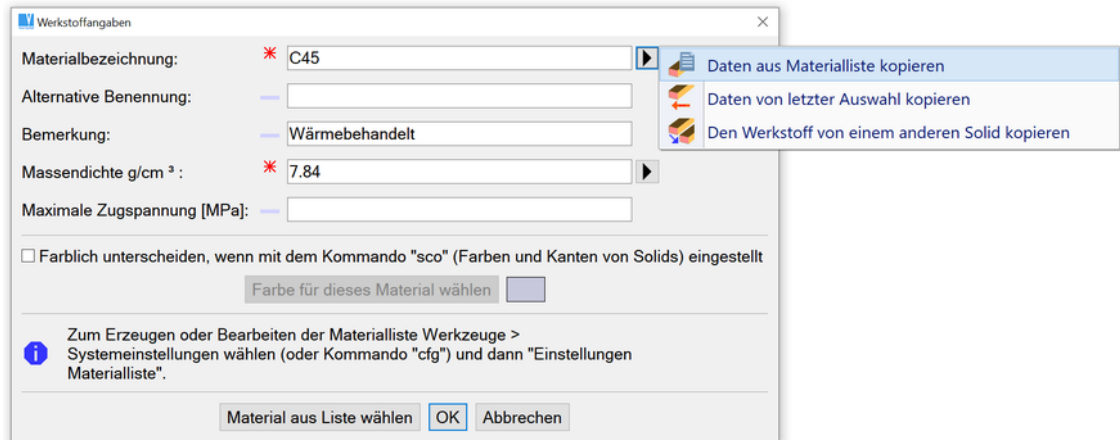 Werkstoffangaben
Materialbezeichnung: C45
Daten aus Materialliste kopieren
Alternative Benennung:
Daten von letzter Auswahl kopieren
Bemerkung: Wärmebehandelt
Den Werkstoff von einem anderen Solid kopieren
Massendichte g/cm ³ : 7.84
Maximale Zugspannung [MPa]:
Farblich unterscheiden, wenn mit dem Kommando "sco" (Farben und Kanten von Solids) eingestellt
Farbe für dieses Material wählen
Zum Erzeugen oder Bearbeiten der Materialliste Werkzeuge >
Systemeinstellungen wählen (oder Kommando "cfg") und dann "Einstellungen
Materialliste".
Material aus Liste wählen OK Abbrechen